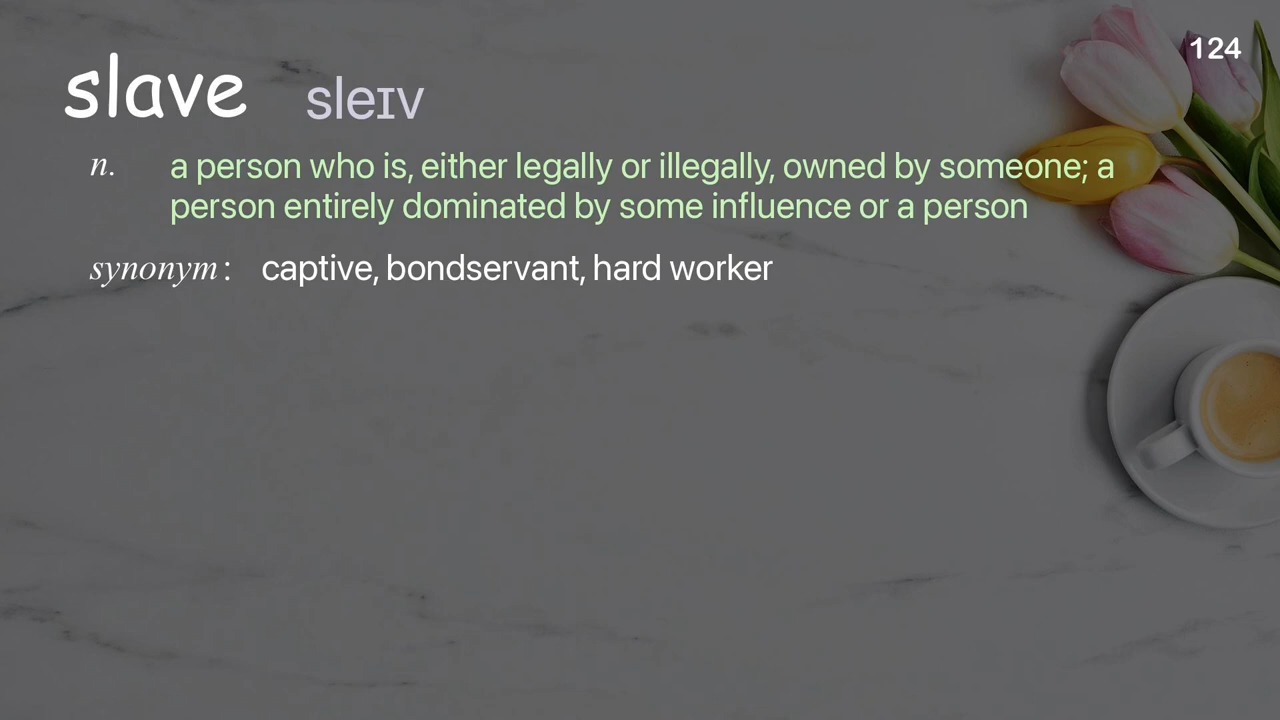 124
slave sleɪv
n. a person who is, either legally or illegally, owned by someone; a
person entirely dominated by some influence or a person
synonym: captive, bondservant, hard worker